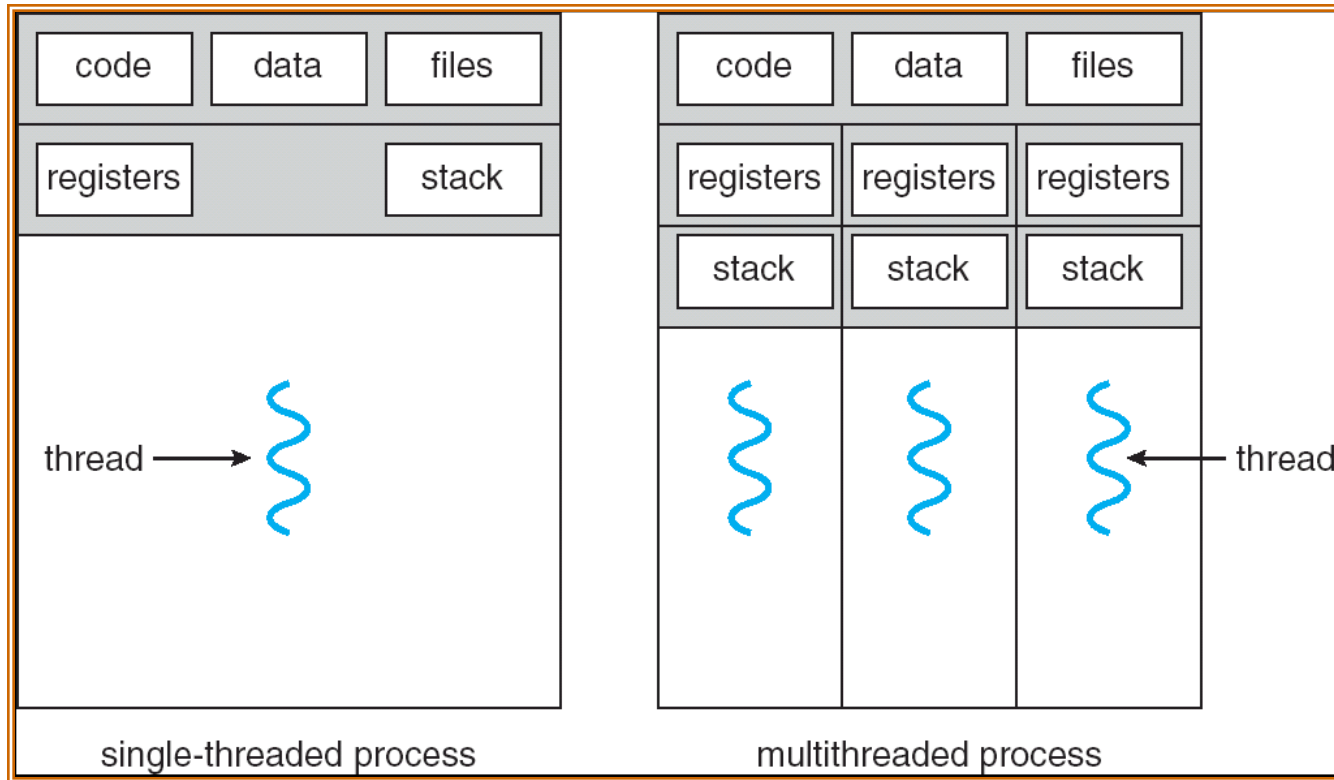 code data files
registers stack
thread
single-threaded process
code data files
registers registers registers
stack stack stack
thread
multithreaded process